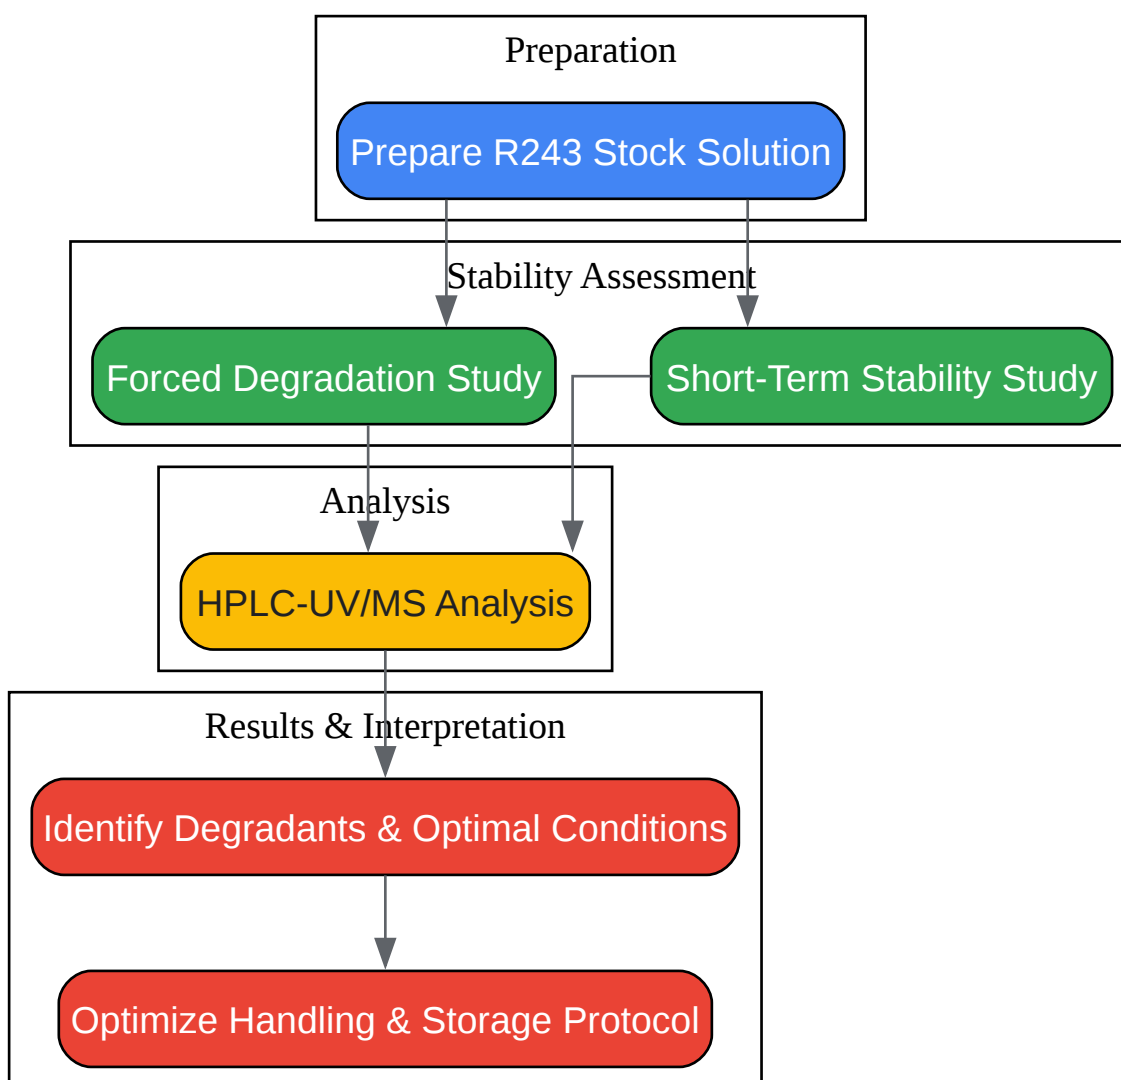 Preparation
Prepare R243 Stock Solution
Stability Assessment
Forced Degradation Study
Short-Term Stability Study
Analysis
HPLC-UV/MS Analysis
Results & Interpretation
Identify Degradants & Optimal Conditions
Optimize Handling & Storage Protocol